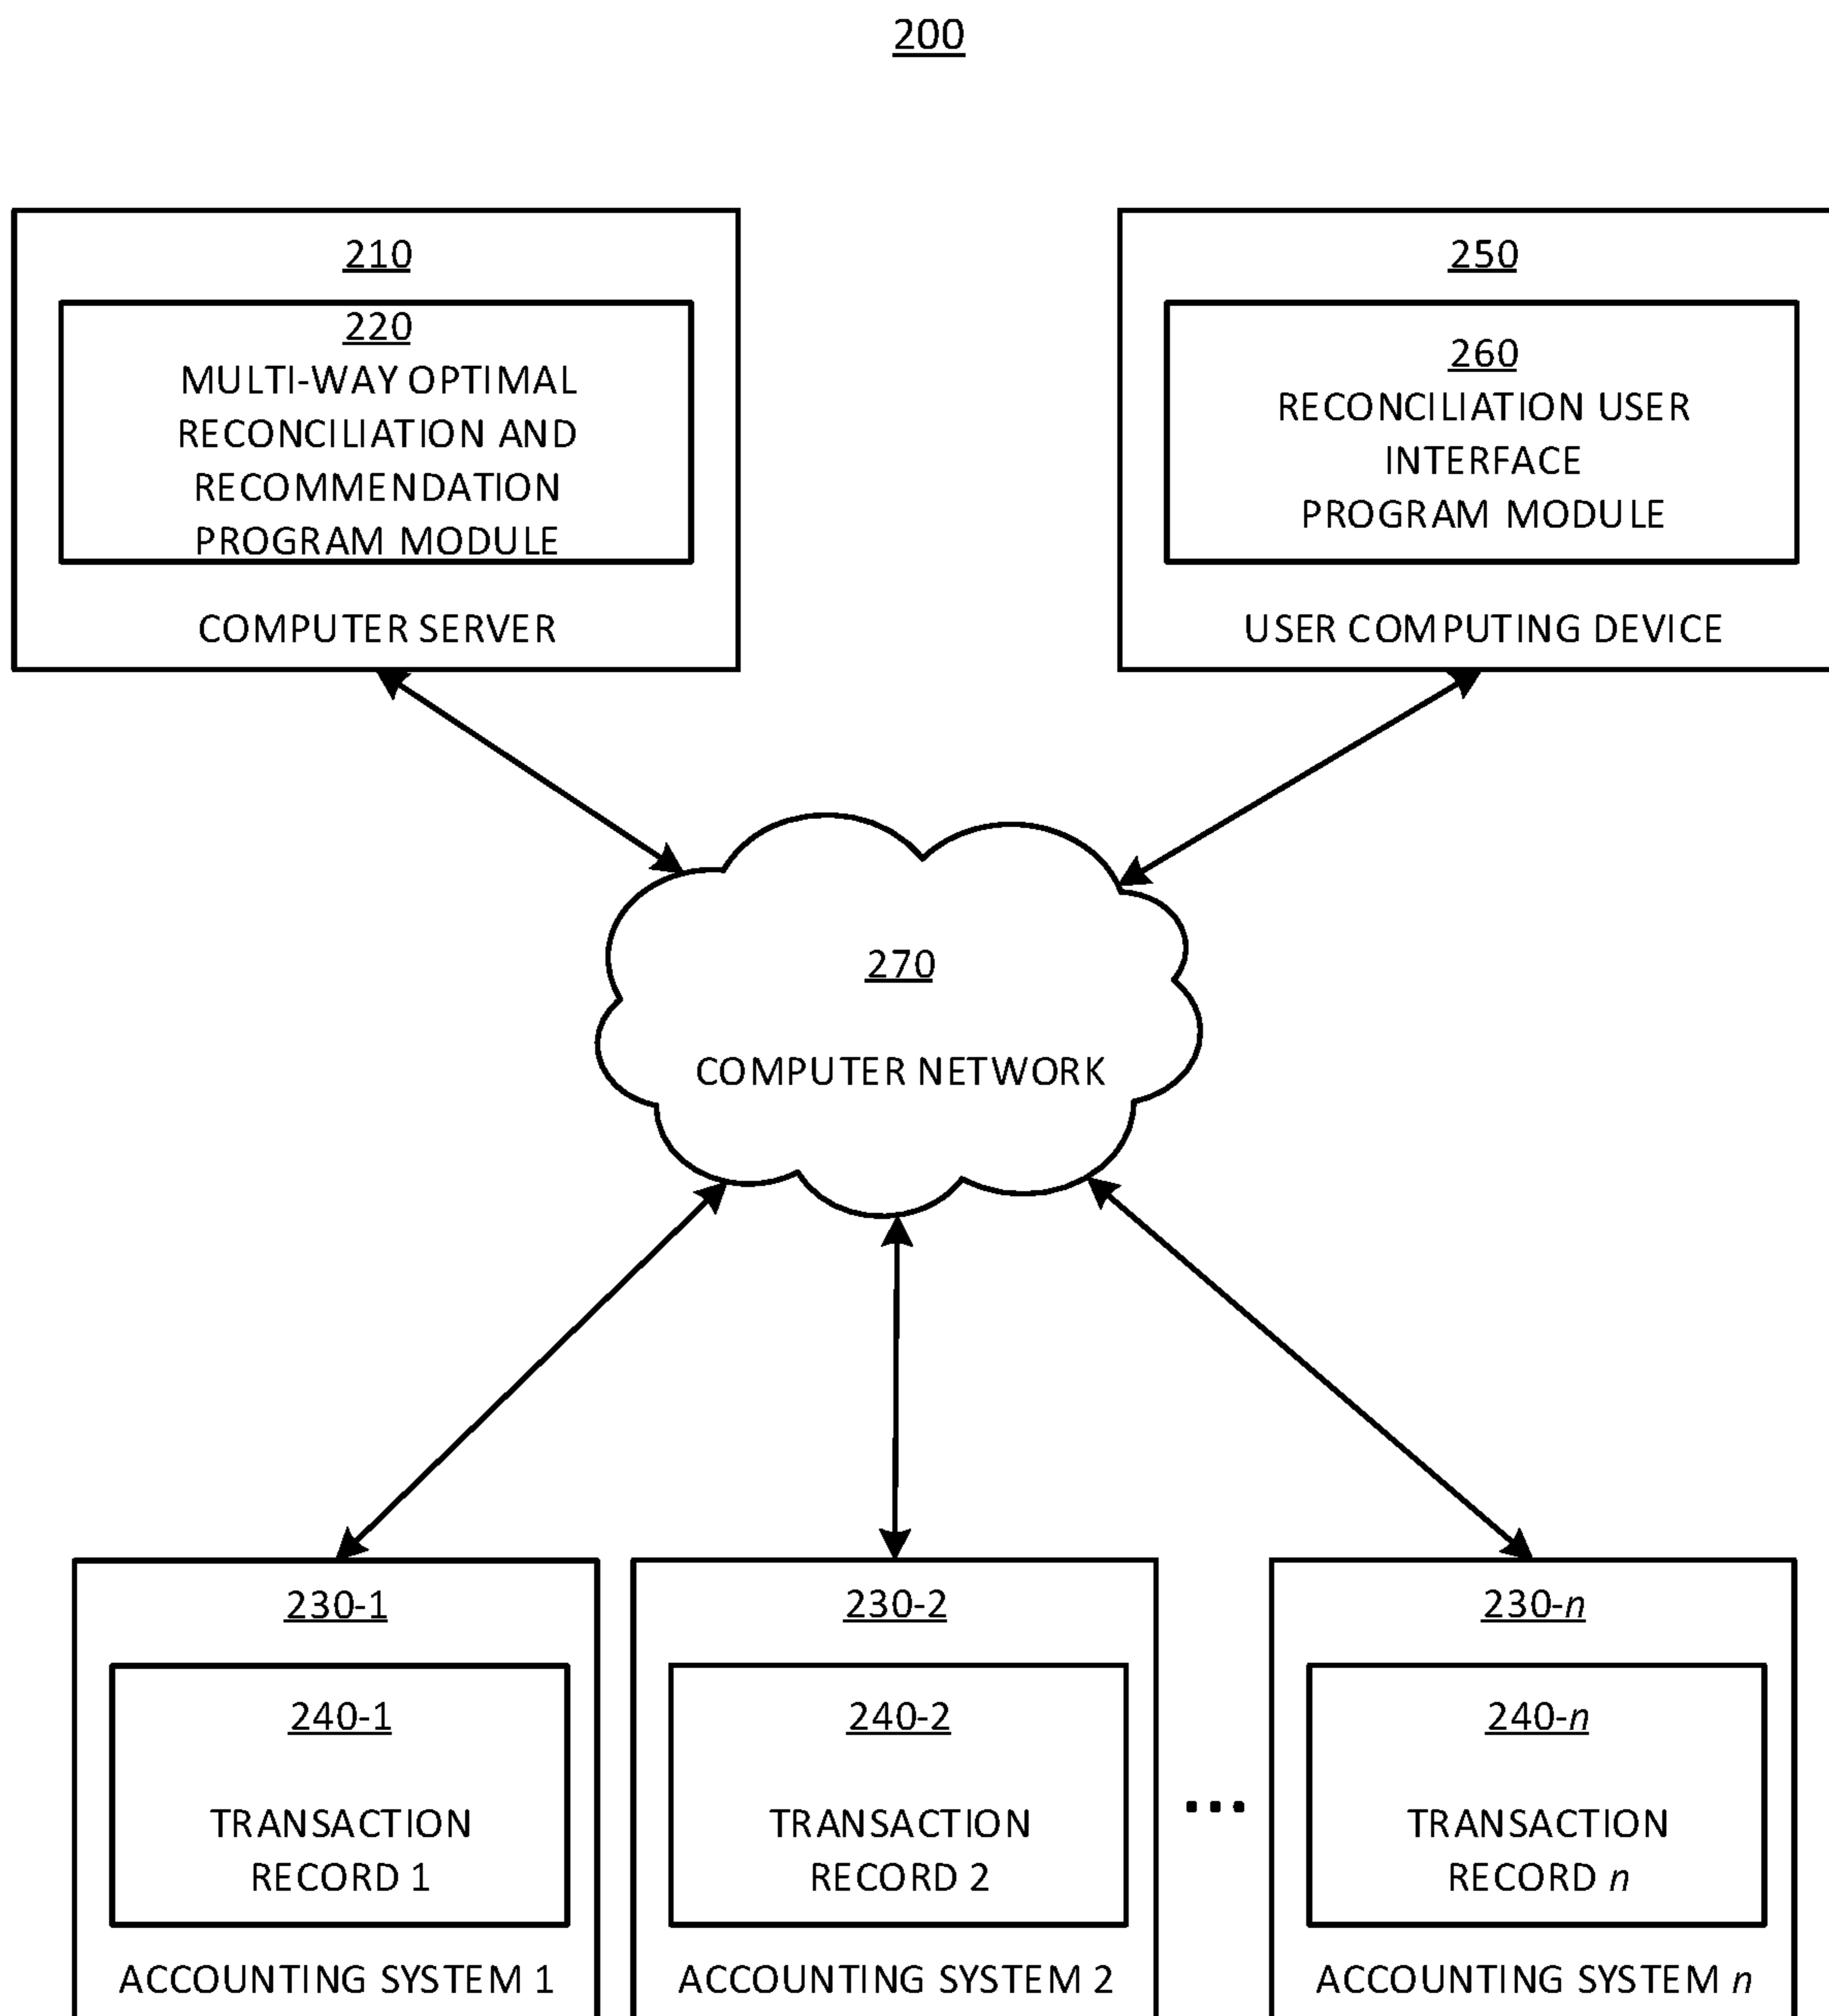 200
210
220
MULTI-WAY OPTIMAL
RECONCILIATION AND
RECOMMENDATION
PROGRAM MODULE
COMPUTER SERVER
250
260
RECONCILIATION USER
INTERFACE
PROGRAM MODULE
USER COMPUTING DEVICE
270
COMPUTER NETWORK
230-1
240-1
TRANSACTION
RECORD 1
ACCOUNTING SYSTEM 1
230-2
240-2
TRANSACTION
RECORD 2
ACCOUNTING SYSTEM 2
...
230-n
240-n
TRANSACTION
RECORD n
ACCOUNTING SYSTEM n